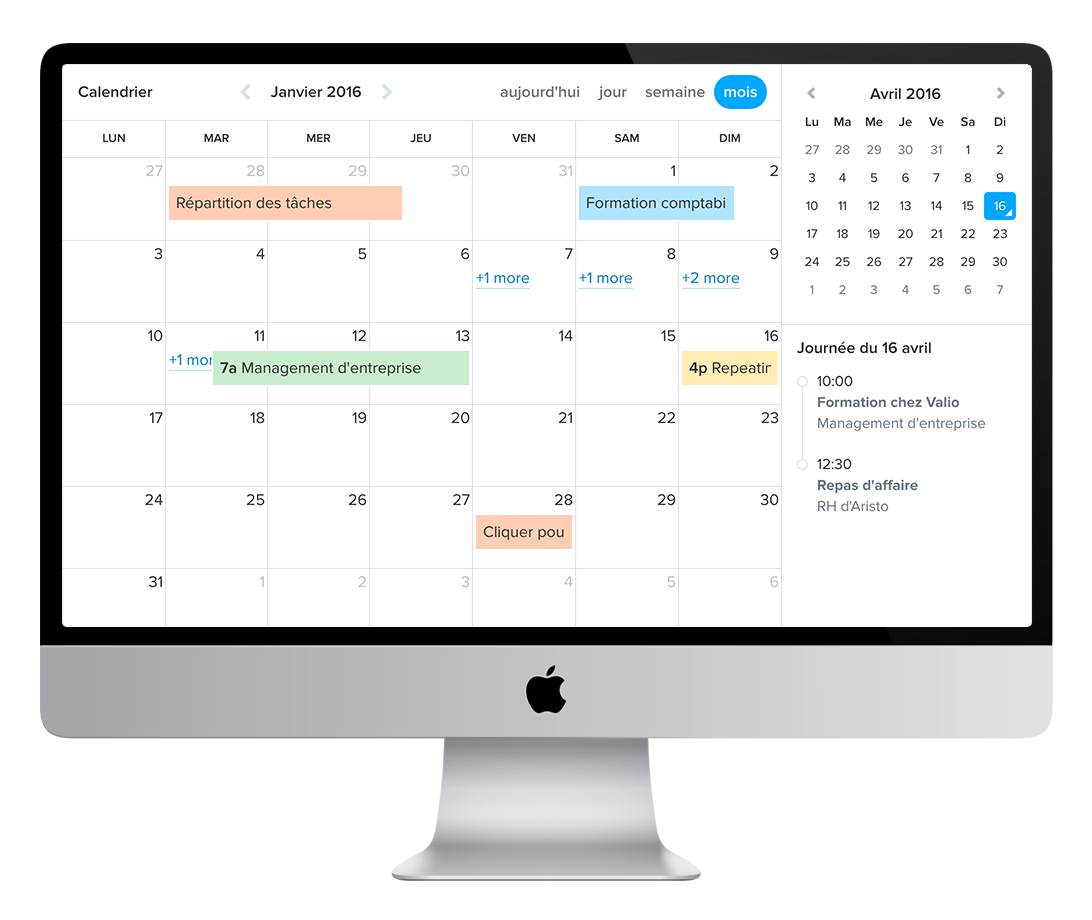 Calendrier
Janvier 2016
aujourd'hui jour semaine mois
LUN MAR MER JEU VEN SAM DIM
27 28 29 30 31 1 2
Répartition des tâches
Formation comptabi
3 4 5 6 7 8 9
+1 more +1 more +2 more
10 11 12 13 14 15 16
+1 mor
7a Management d'entreprise
4p Repeatin
17 18 19 20 21 22 23
24 25 26 27 28 29 30
Cliquer pou
31 1 2 3 4 5 6
Avril 2016
Lu Ma Me Je Ve Sa Di
27 28 29 30 31 1 2
3 4 5 6 7 8 9
10 11 12 13 14 15 16
17 18 19 20 21 22 23
24 25 26 27 28 29 30
1 2 3 4 5 6 7
Journée du 16 avril
10:00
Formation chez Valio
Management d'entreprise
12:30
Repas d'affaire
RH d'Aristo